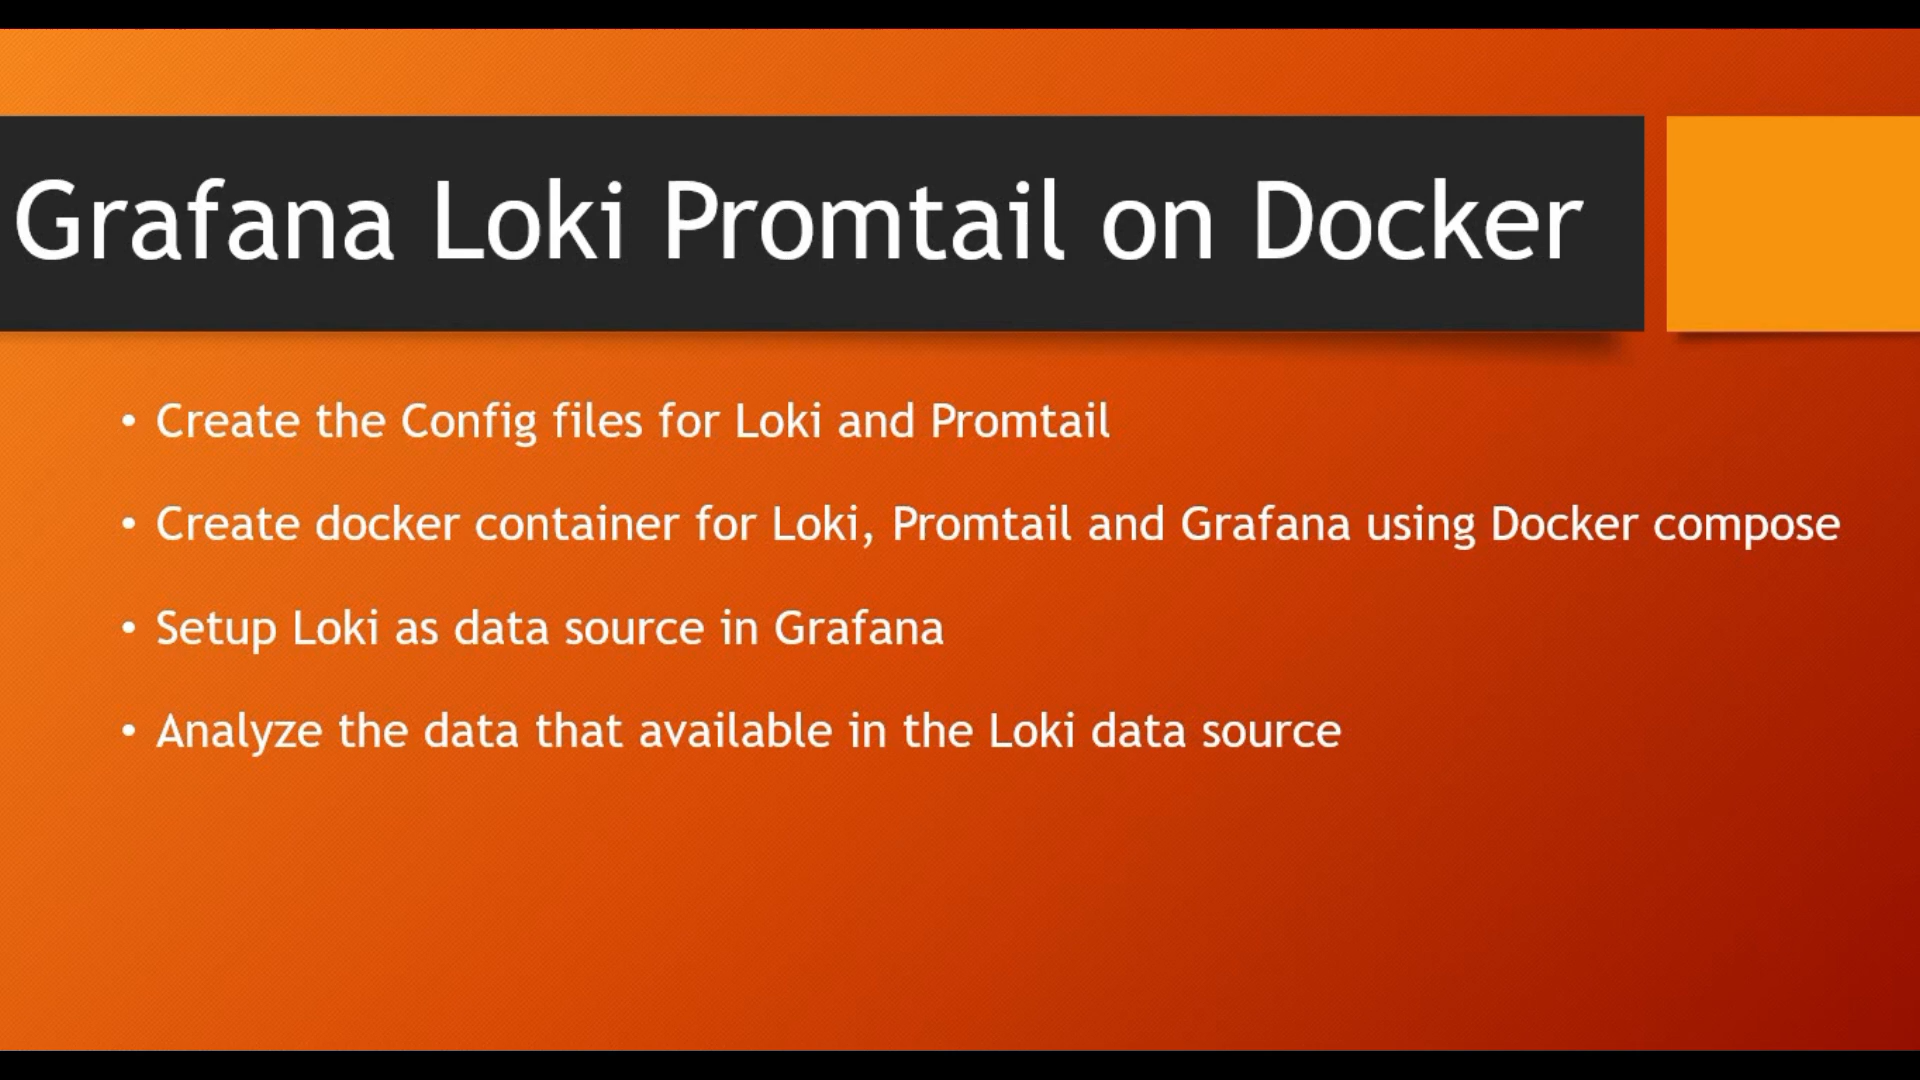 Grafana Loki Promtail on Docker
• Create the Config files for Loki and Promtail
• Create docker container for Loki, Promtail and Grafana using Docker compose
• Setup Loki as data source in Grafana
• Analyze the data that available in the Loki data source